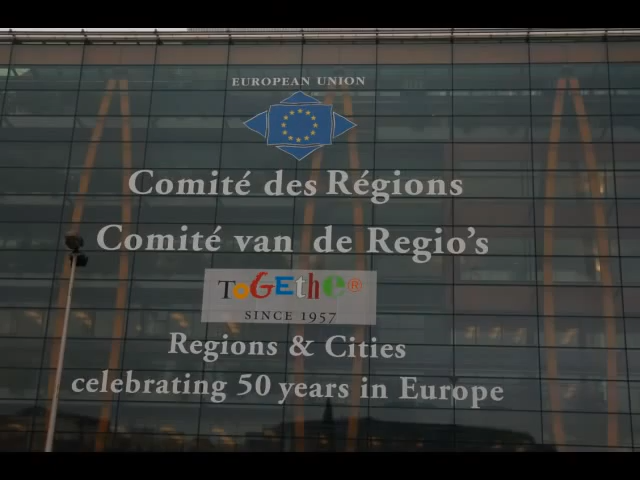 EUROPEAN UNION
Comité des Régions
Comité van de Regio's
ToGEthe®
SINCE 1957
Regions & Cities
celebrating 50 years in Europe